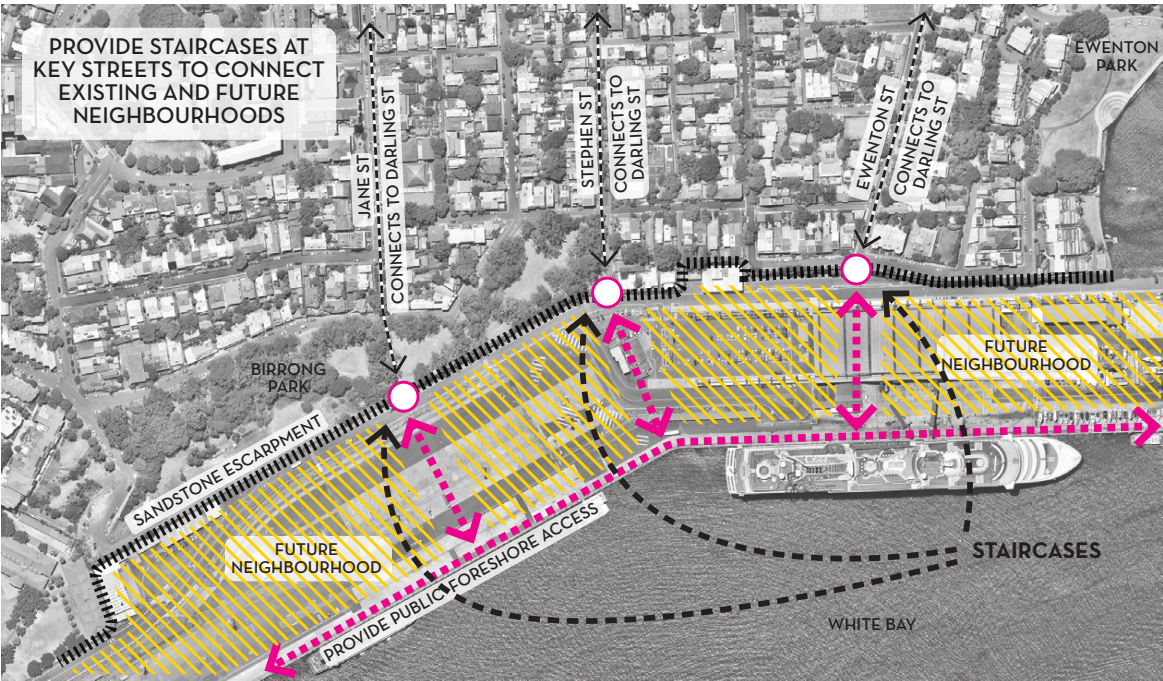 PROVIDE STAIRCASES AT
KEY STREETS TO CONNECT
EXISTING AND FUTURE
NEIGHBOURHOODS
JANE ST
CONNECTS TO DARLING ST
STEPHEN ST
CONNECTS TO
DARLING ST
EWENTON ST
CONNECTS TO
DARLING ST
EWENTON
PARK
BIRRONG
PARK
SANDSTONE ESCARPMENT
FUTURE
NEIGHBOURHOOD
FUTURE
NEIGHBOURHOOD
PROVIDE PUBLIC FORESHORE ACCESS
STAIRCASES
WHITE BAY